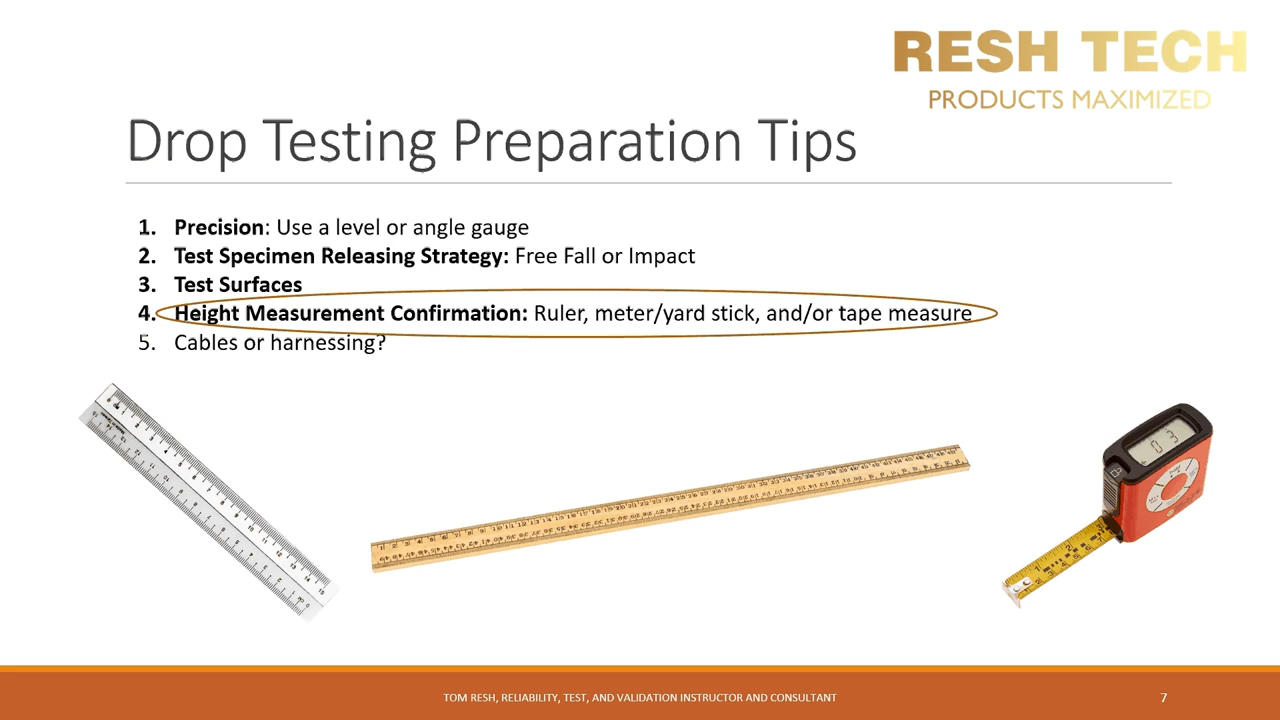 RESH TECH
PRODUCTS MAXIMIZED
Drop Testing Preparation Tips
1. Precision: Use a level or angle gauge
2. Test Specimen Releasing Strategy: Free Fall or Impact
3. Test Surfaces
4. Height Measurement Confirmation: Ruler, meter/yard stick, and/or tape measure
5. Cables or harnessing?
TOM RESH, RELIABILITY, TEST, AND VALIDATION INSTRUCTOR AND CONSULTANT
7